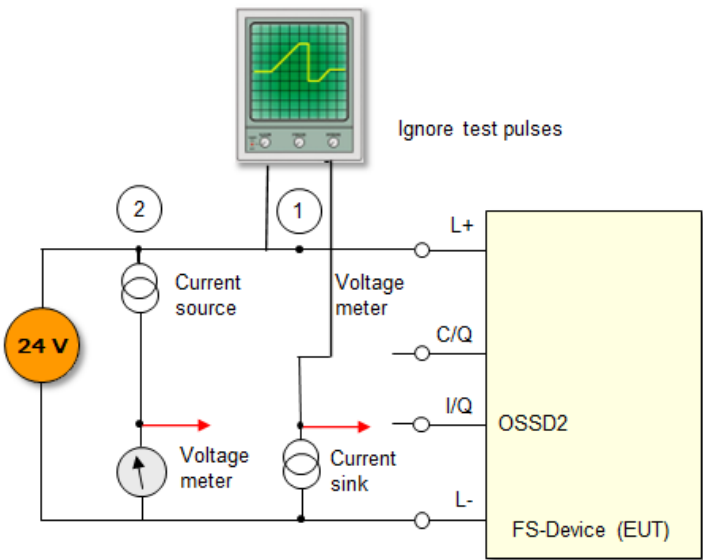 Ignore test pulses
2
1
L+
Current
source
Voltage
meter
24 V
C/Q
I/Q
OSSD2
Voltage
meter
Current
sink
L-
FS-Device (EUT)